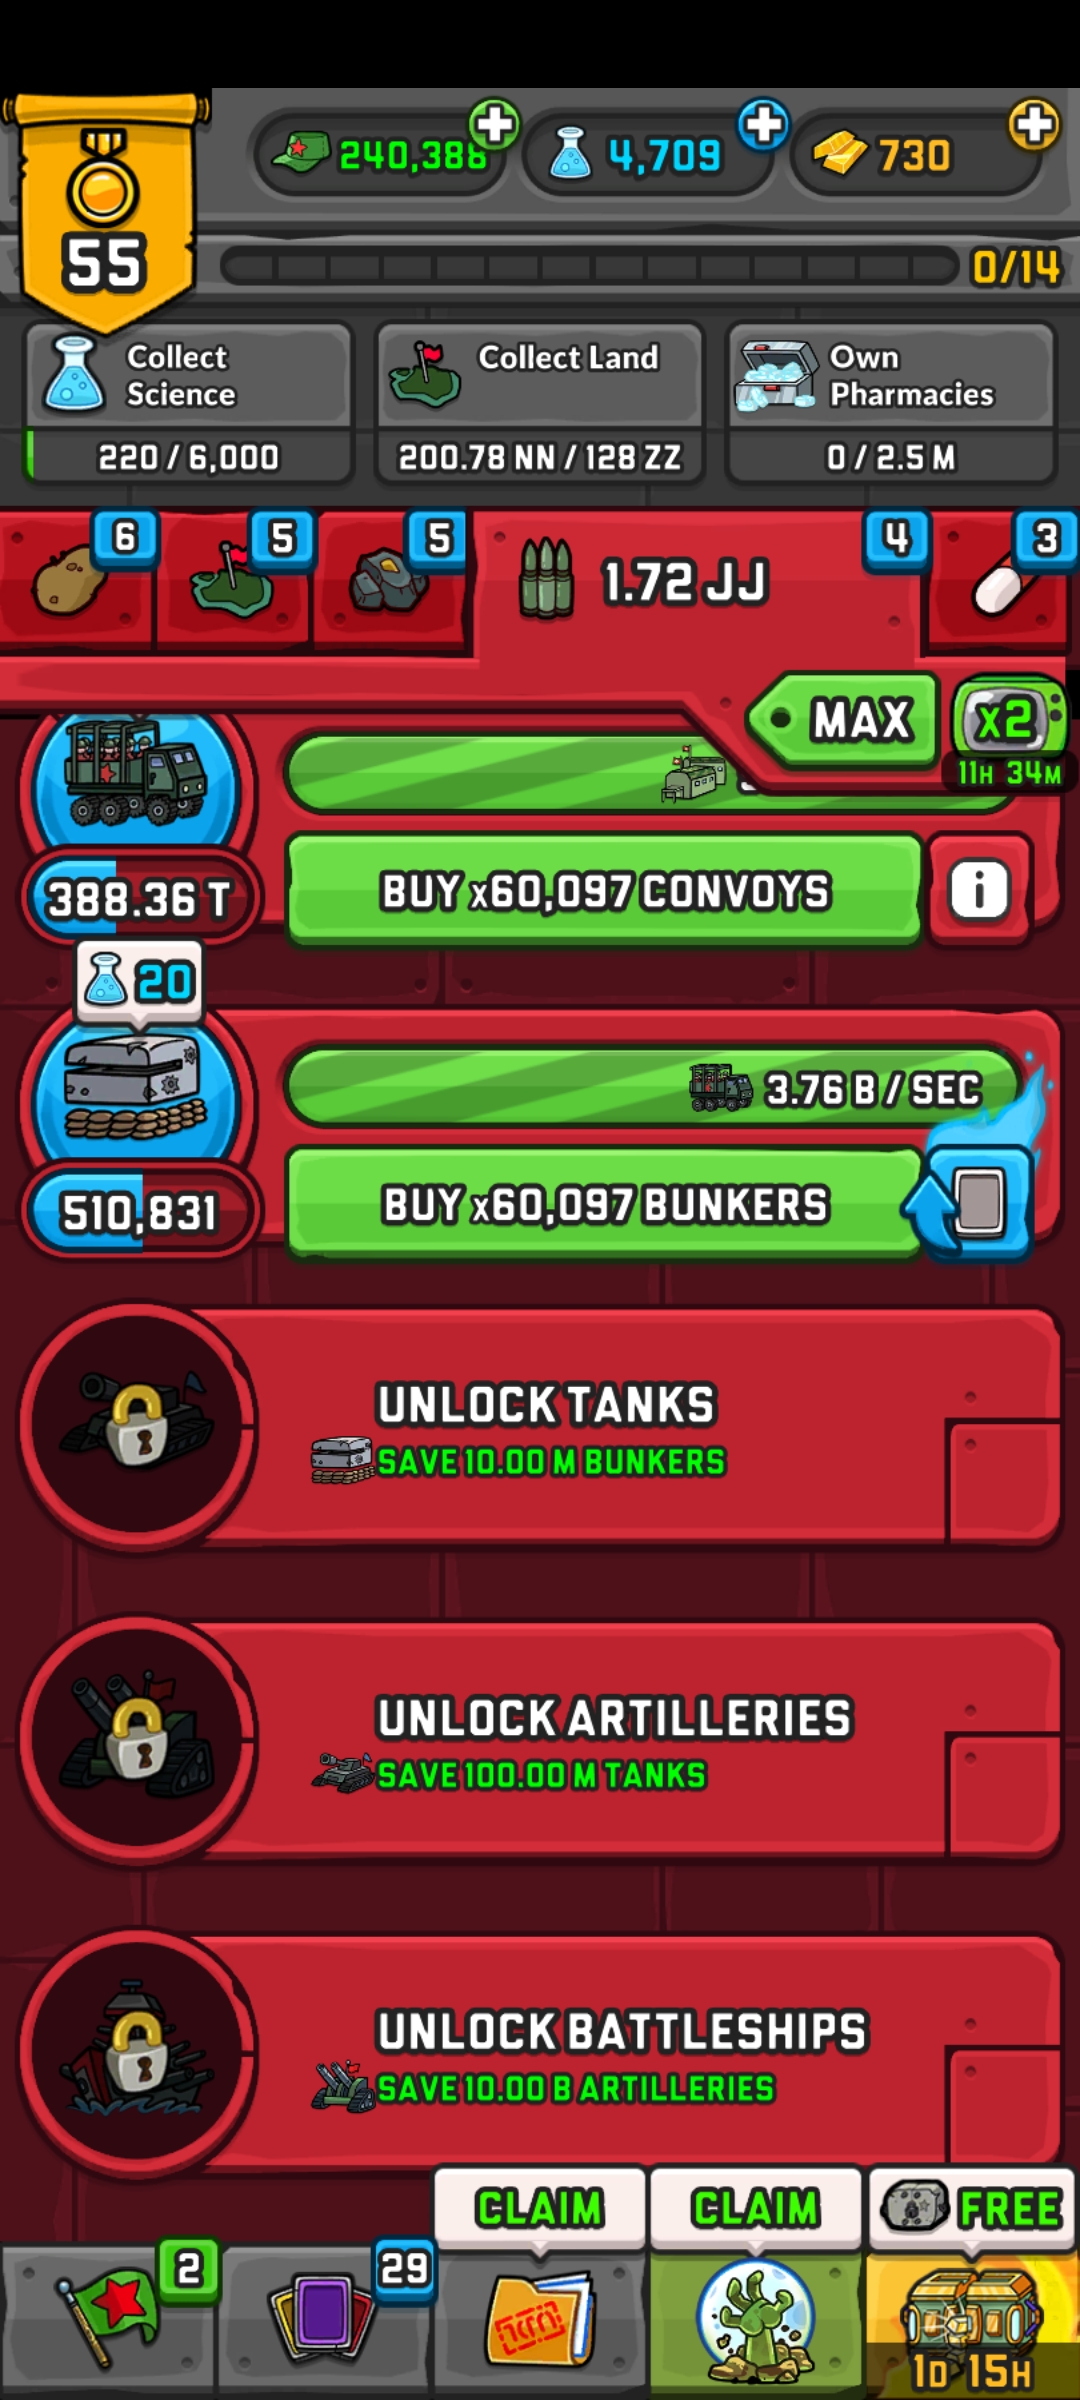 55
240,388
4,709
730
0/14
Collect
Science
220 / 6,000
Collect Land
200.78 NN / 128 ZZ
Own
Pharmacies
0 / 2.5 M
6
5
5
1.72 JJ
4
3
MAX
x2
11H 34M
388.36 T
BUY x60,097 CONVOYS
i
20
3.76 B / SEC
510,831
BUY x60,097 BUNKERS
UNLOCK TANKS
SAVE 10.00 M BUNKERS
UNLOCK ARTILLERIES
SAVE 100.00 M TANKS
UNLOCK BATTLESHIPS
SAVE 10.00 B ARTILLERIES
CLAIM
CLAIM
FREE
2
29
1D 15H